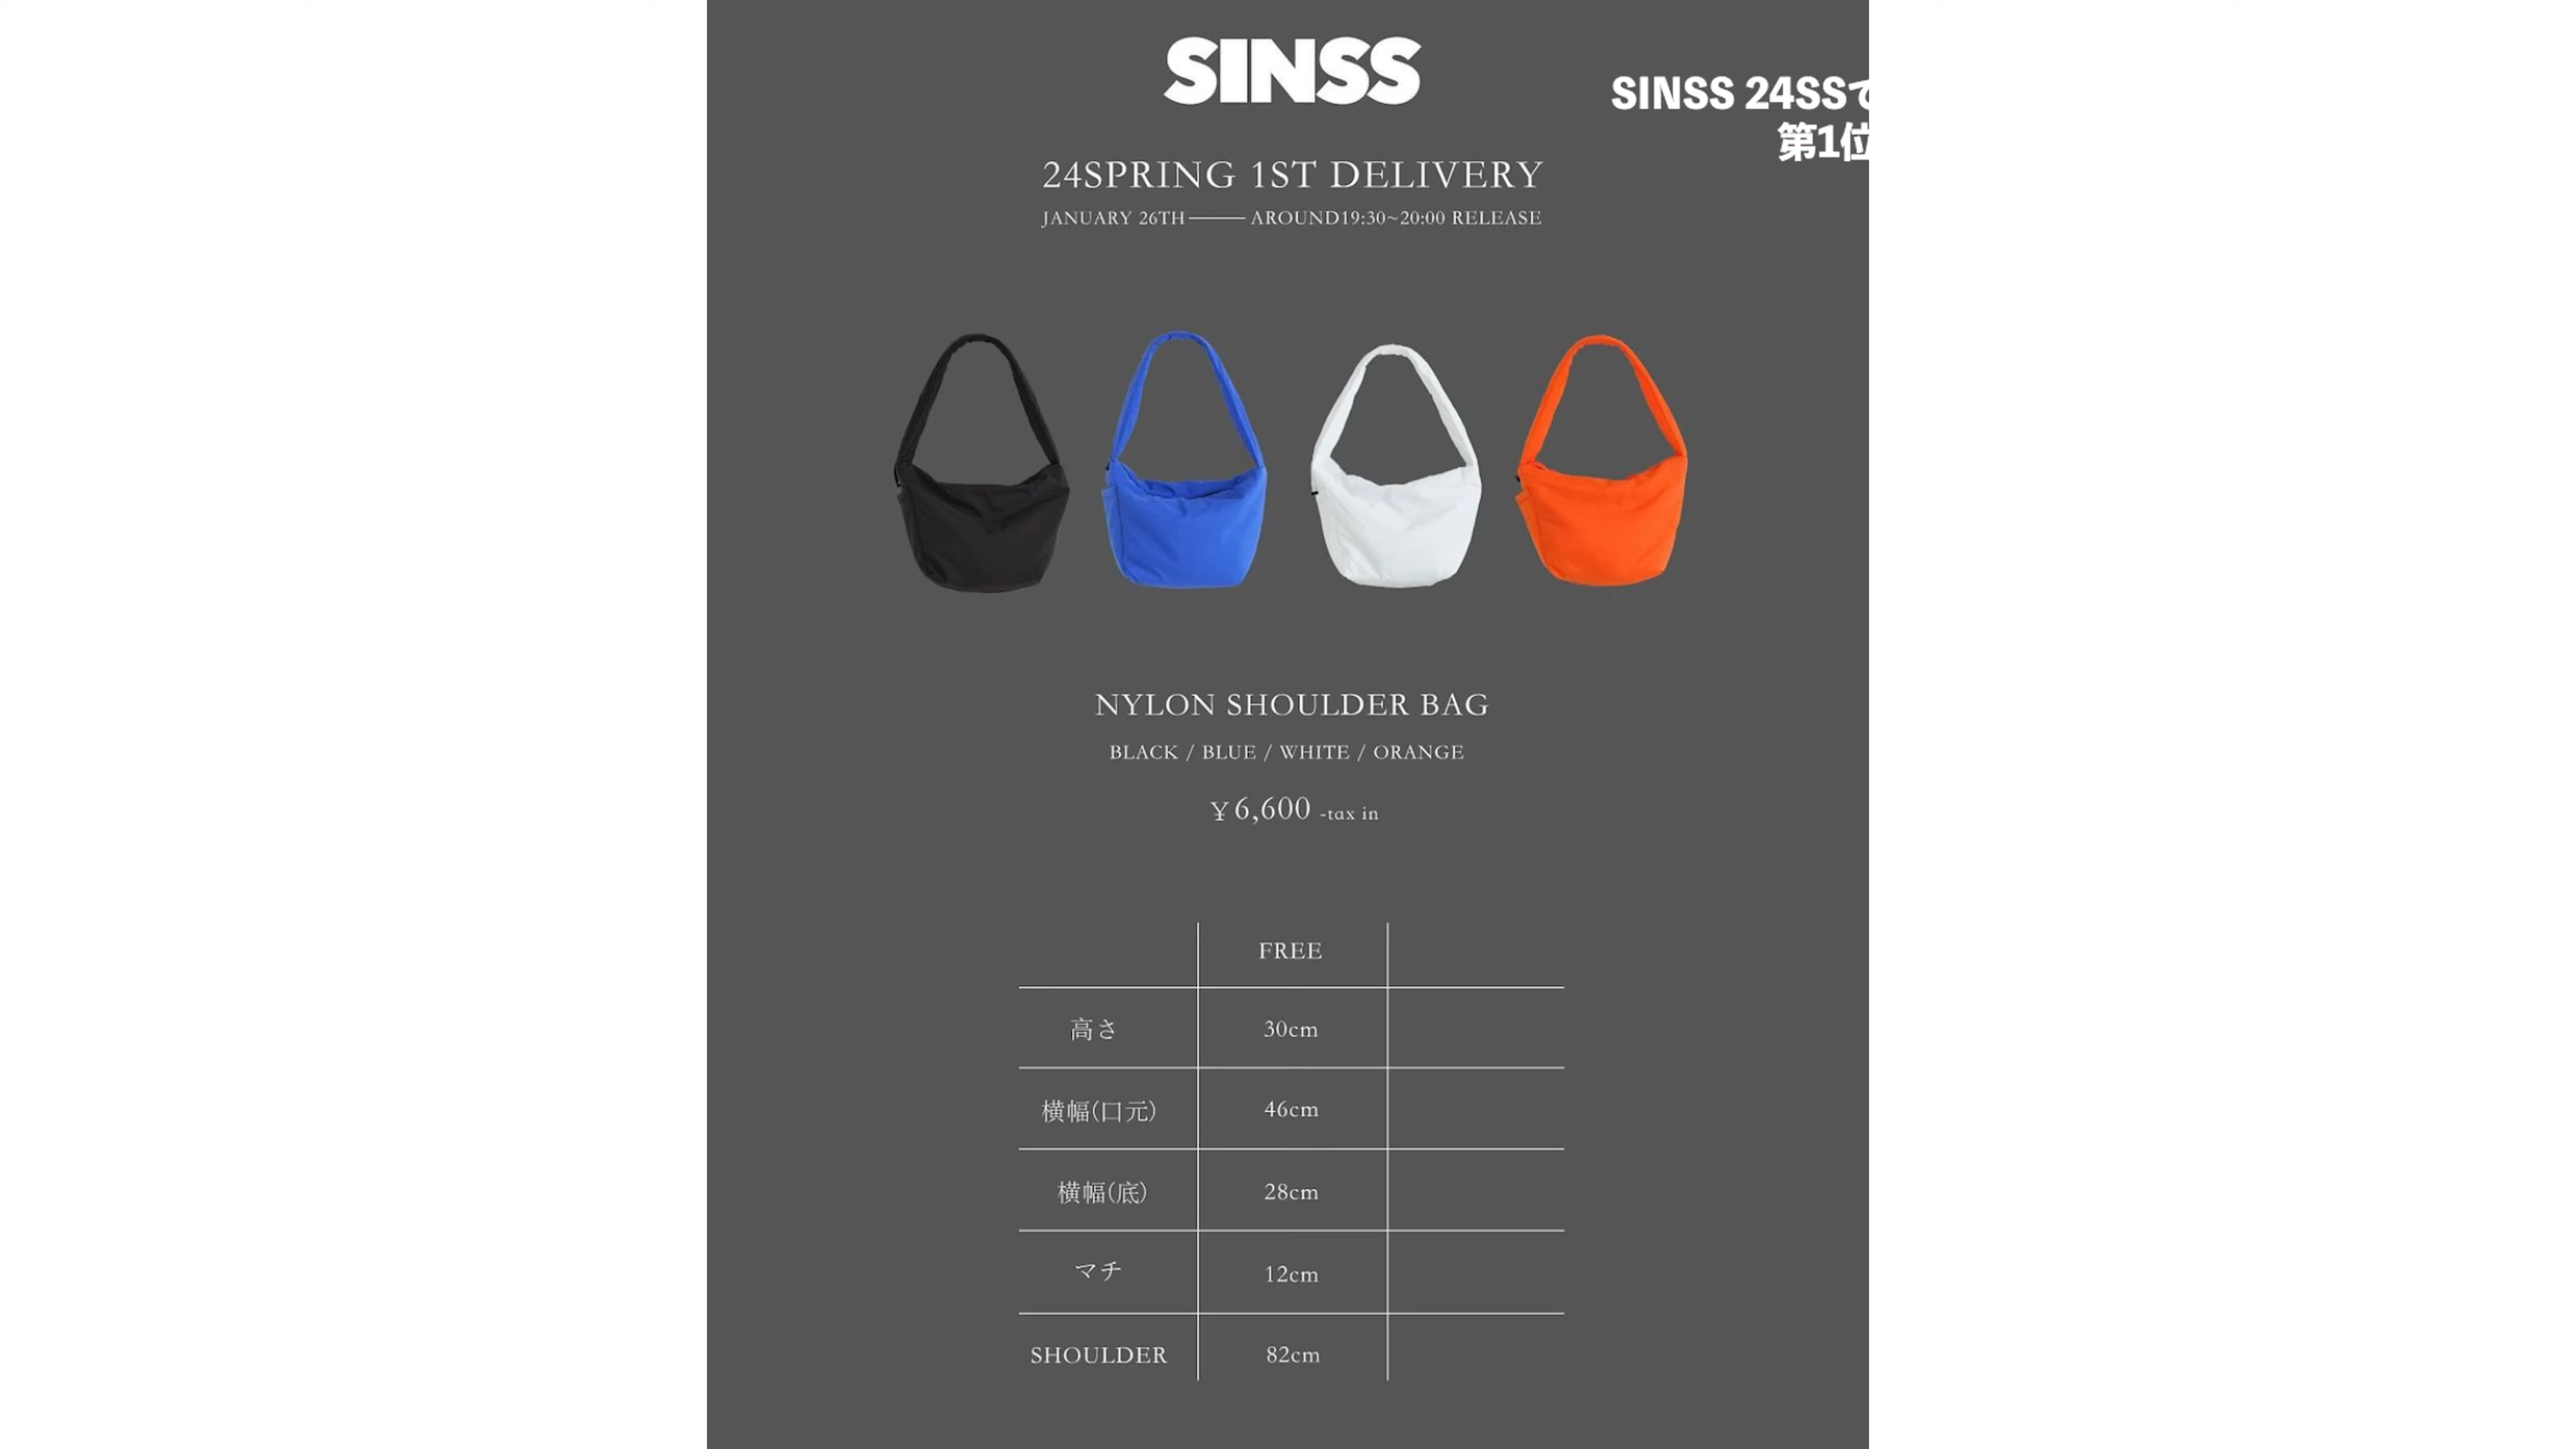 SINSS
SINSS 24SSで
第1位
24SPRING 1ST DELIVERY
JANUARY 26TH —— AROUND19:30~20:00 RELEASE
NYLON SHOULDER BAG
BLACK / BLUE / WHITE / ORANGE
¥6,600 -tax in
FREE
高さ 30cm
横幅(口元) 46cm
横幅(底) 28cm
マチ 12cm
SHOULDER 82cm